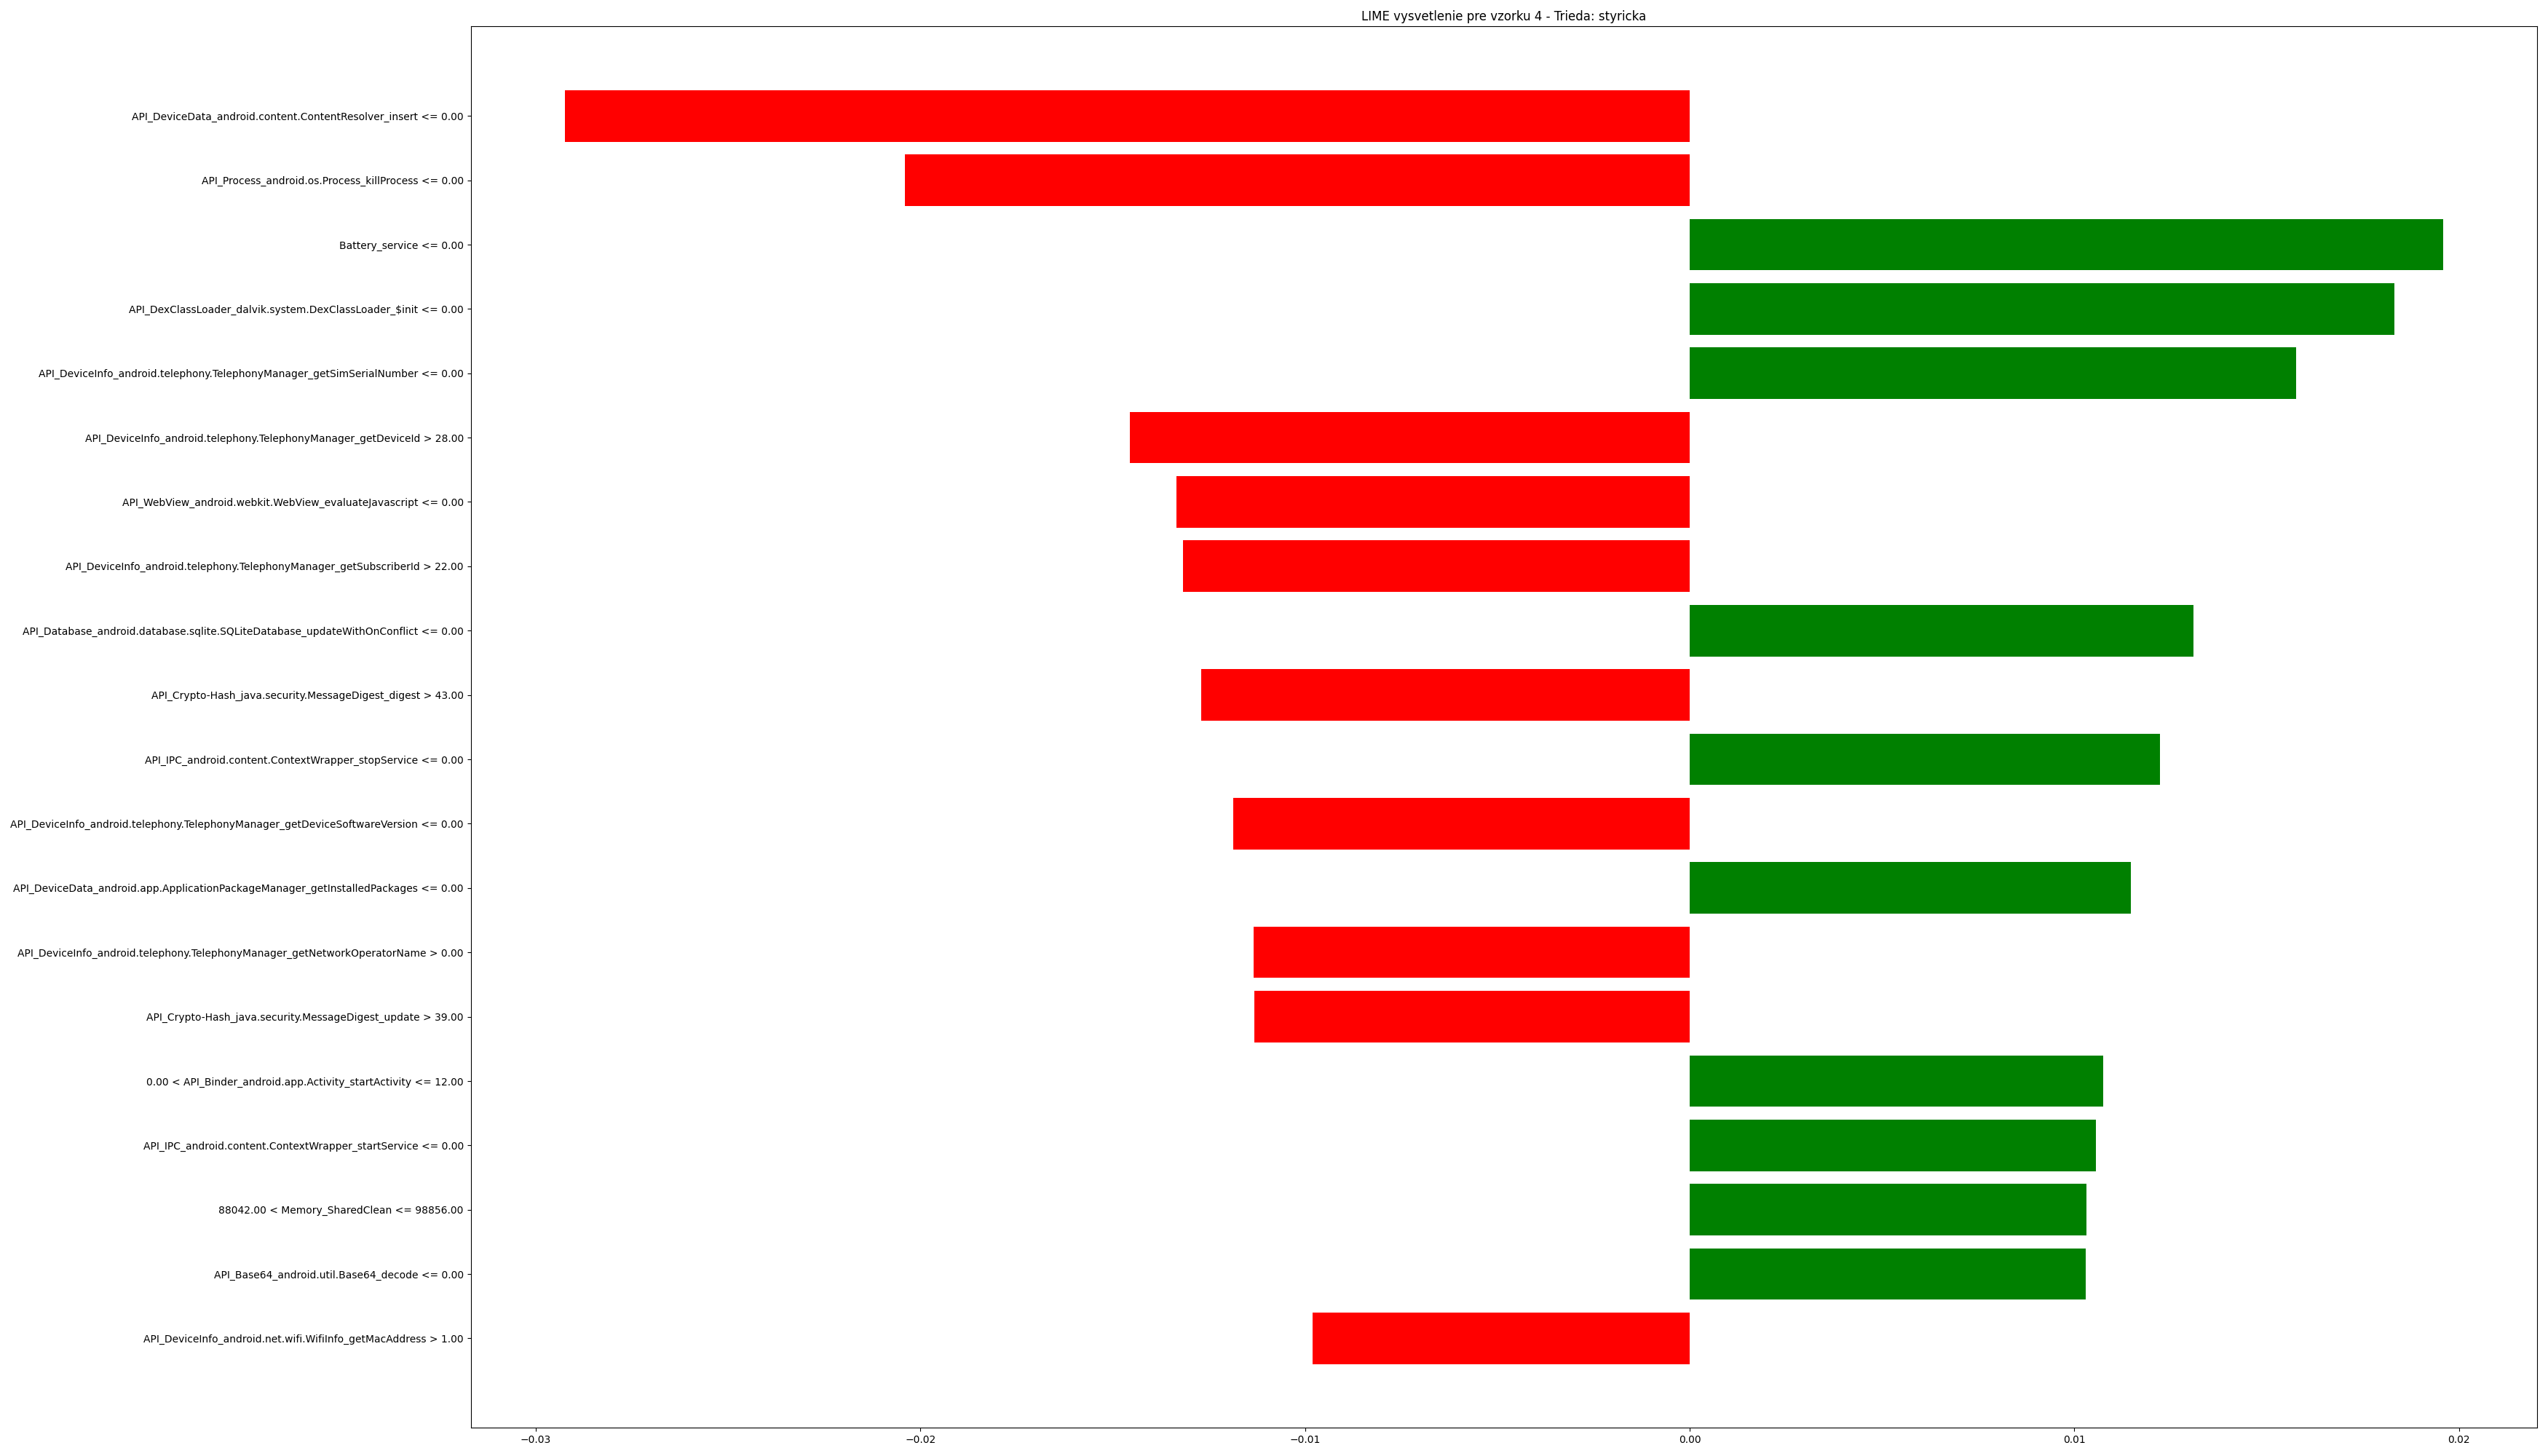 LIME vysvetlenie pre vzorku 4 - Trieda: styricka
API_DeviceData_android.content.ContentResolver_insert <= 0.00
API_Process_android.os.Process_killProcess <= 0.00
Battery_service <= 0.00
API_DexClassLoader_dalvik.system.DexClassLoader_$init <= 0.00
API_DeviceInfo_android.telephony.TelephonyManager_getSimSerialNumber <= 0.00
API_DeviceInfo_android.telephony.TelephonyManager_getDeviceId > 28.00
API_WebView_android.webkit.WebView_evaluateJavascript <= 0.00
API_DeviceInfo_android.telephony.TelephonyManager_getSubscriberId > 22.00
API_Database_android.database.sqlite.SQLiteDatabase_updateWithOnConflict <= 0.00
API_Crypto-Hash_java.security.MessageDigest_digest > 43.00
API_IPC_android.content.ContextWrapper_stopService <= 0.00
API_DeviceInfo_android.telephony.TelephonyManager_getDeviceSoftwareVersion <= 0.00
API_DeviceData_android.app.ApplicationPackageManager_getInstalledPackages <= 0.00
API_DeviceInfo_android.telephony.TelephonyManager_getNetworkOperatorName > 0.00
API_Crypto-Hash_java.security.MessageDigest_update > 39.00
0.00 < API_Binder_android.app.Activity_startActivity <= 12.00
API_IPC_android.content.ContextWrapper_startService <= 0.00
88042.00 < Memory_SharedClean <= 98856.00
API_Base64_android.util.Base64_decode <= 0.00
API_DeviceInfo_android.net.wifi.WifiInfo_getMacAddress > 1.00
−0.03 −0.02 −0.01 0.00 0.01 0.02